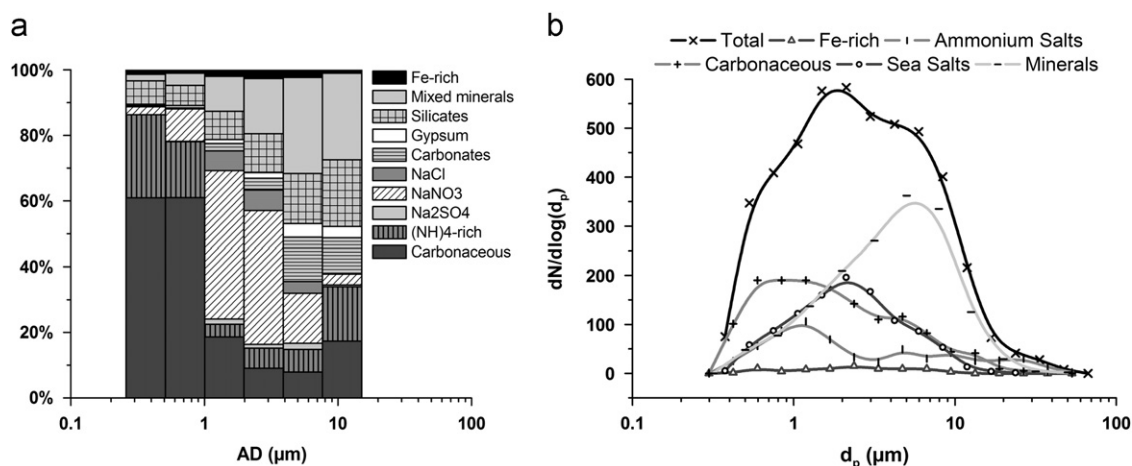 a
100%
80%
60%
40%
20%
0%
0.1
1
10
100
AD (µm)
Fe-rich
Mixed minerals
Silicates
Gypsum
Carbonates
NaCl
NaNO3
Na2SO4
(NH)4-rich
Carbonaceous
b
Total Fe-rich Ammonium Salts
Carbonaceous Sea Salts Minerals
dN/dlog(dp)
600
500
400
300
200
100
0
0.1
1
10
100
dp (µm)